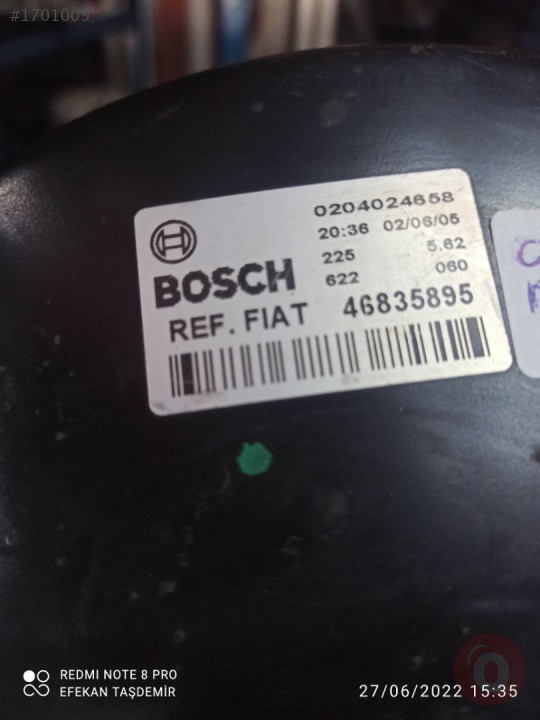 #1701009
0204024658
20:36 02/06/05
225 5.62
622 060
BOSCH
REF. FIAT 46835895
REDMI NOTE 8 PRO
EFEKAN TAŞDEMİR
27/06/2022 15:35